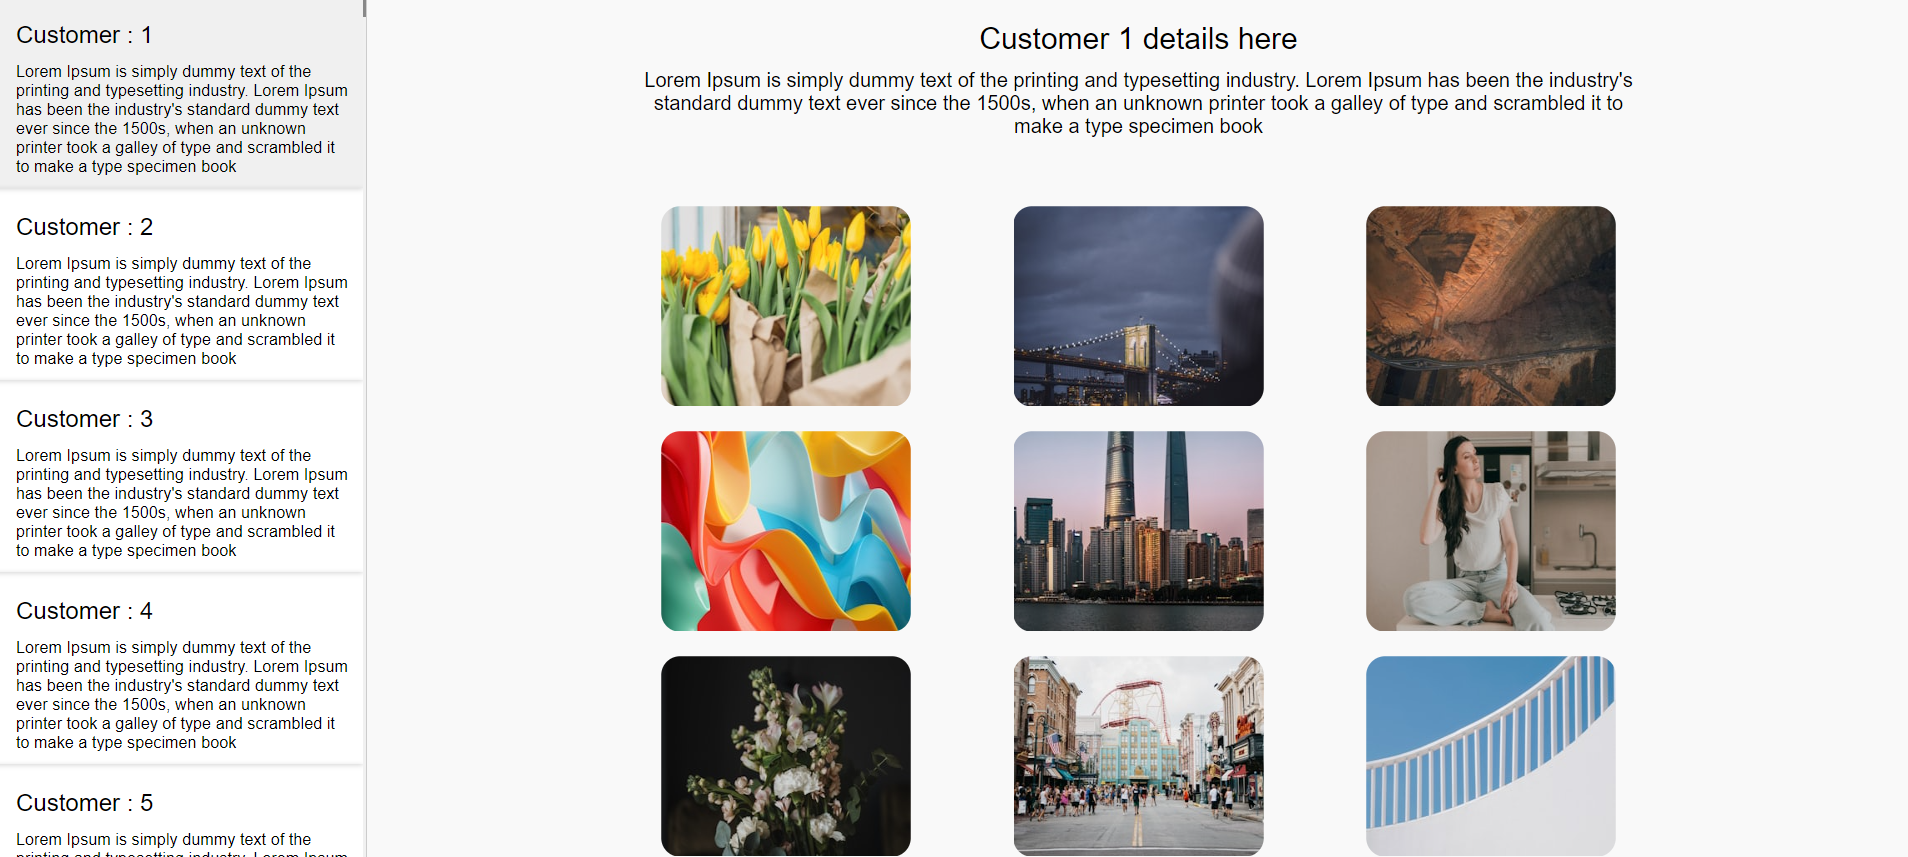 Customer : 1
Lorem Ipsum is simply dummy text of the
printing and typesetting industry. Lorem Ipsum
has been the industry's standard dummy text
ever since the 1500s, when an unknown
printer took a galley of type and scrambled it
to make a type specimen book
Customer : 2
Lorem Ipsum is simply dummy text of the
printing and typesetting industry. Lorem Ipsum
has been the industry's standard dummy text
ever since the 1500s, when an unknown
printer took a galley of type and scrambled it
to make a type specimen book
Customer : 3
Lorem Ipsum is simply dummy text of the
printing and typesetting industry. Lorem Ipsum
has been the industry's standard dummy text
ever since the 1500s, when an unknown
printer took a galley of type and scrambled it
to make a type specimen book
Customer : 4
Lorem Ipsum is simply dummy text of the
printing and typesetting industry. Lorem Ipsum
has been the industry's standard dummy text
ever since the 1500s, when an unknown
printer took a galley of type and scrambled it
to make a type specimen book
Customer : 5
Lorem Ipsum is simply dummy text of the
printing and typesetting industry. Lorem Ipsum
Customer 1 details here
Lorem Ipsum is simply dummy text of the printing and typesetting industry. Lorem Ipsum has been the industry's
standard dummy text ever since the 1500s, when an unknown printer took a galley of type and scrambled it to
make a type specimen book